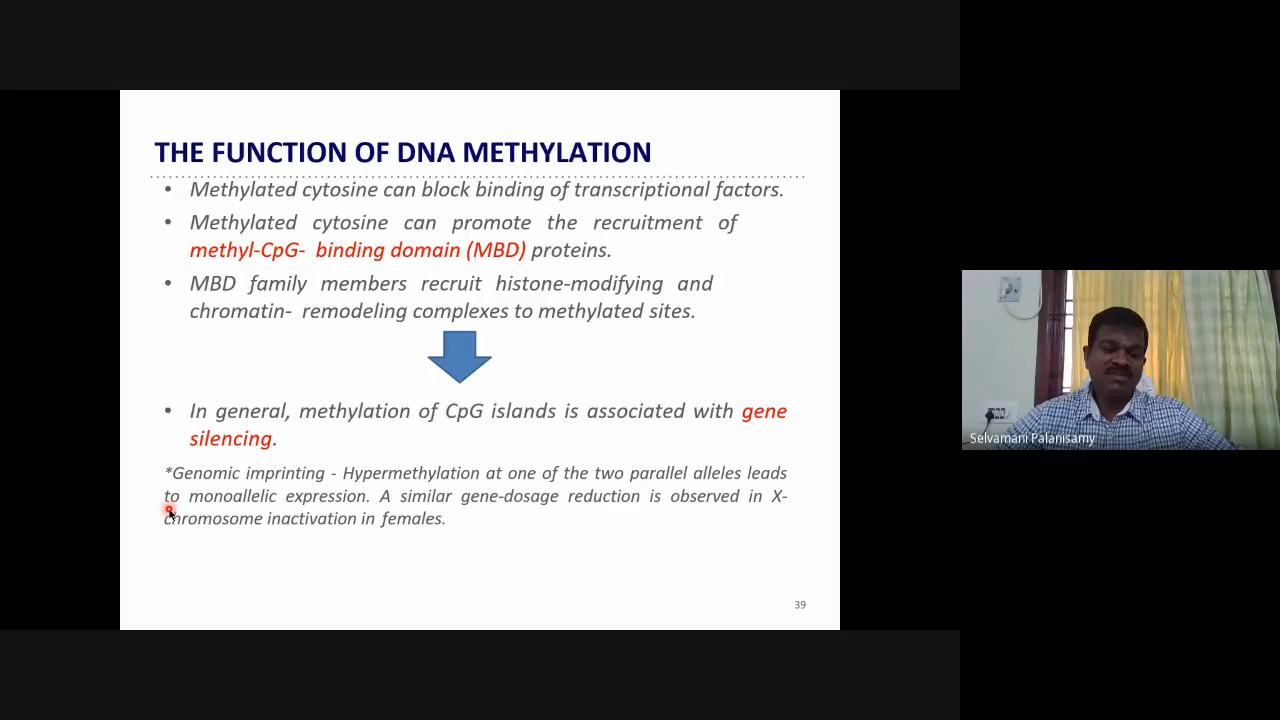 THE FUNCTION OF DNA METHYLATION
• Methylated cytosine can block binding of transcriptional factors.
• Methylated cytosine can promote the recruitment of
methyl-CpG- binding domain (MBD) proteins.
• MBD family members recruit histone-modifying and
chromatin- remodeling complexes to methylated sites.
• In general, methylation of CpG islands is associated with gene
silencing.
*Genomic imprinting - Hypermethylation at one of the two parallel alleles leads
to monoallelic expression. A similar gene-dosage reduction is observed in X-
chromosome inactivation in females.
39
Selvamani Palanisamy